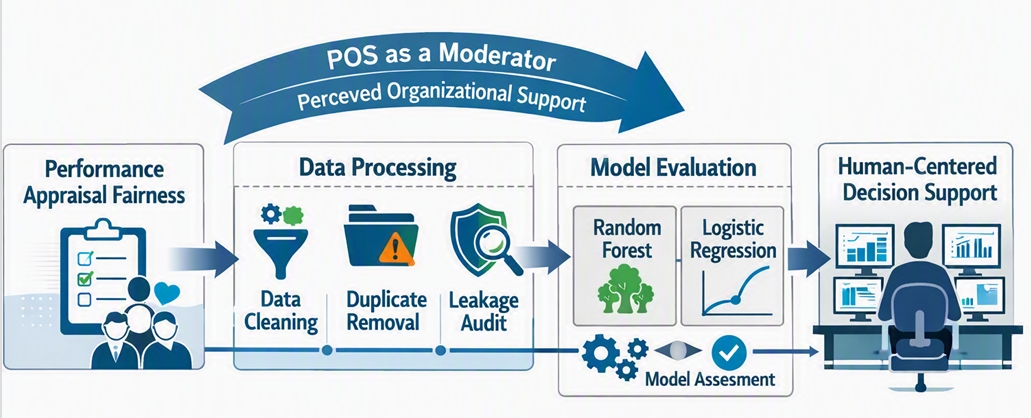 POS as a Moderator
Perceved Organizational Support
Performance
Appraisal Fairness
Data Processing
Data
Cleaning
Duplicate
Removal
Leakage
Audit
Model Evaluation
Random
Forest
Logistic
Regression
Model Assesment
Human-Centered
Decision Support